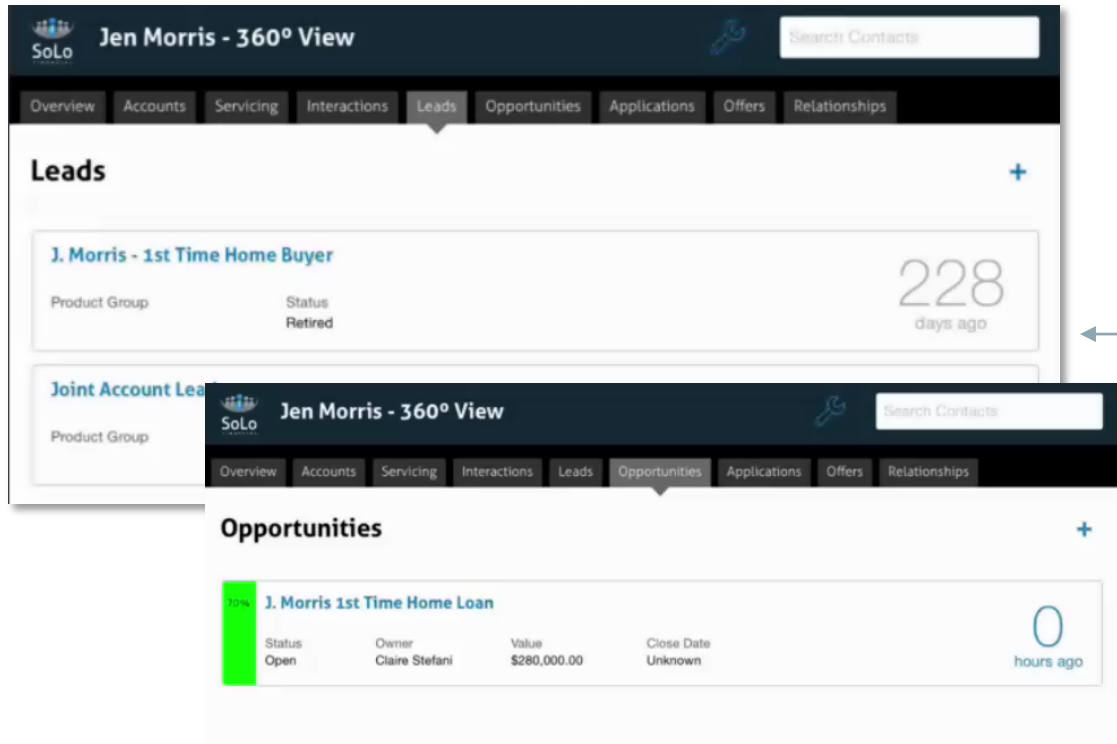 SoLo
Jen Morris - 360º View
Search Contacts
Overview Accounts Servicing Interactions Leads Opportunities Applications Offers Relationships
Leads
+
J. Morris - 1st Time Home Buyer
Product Group Status
Retired
228
days ago
Joint Account
Product Group
SoLo
Jen Morris - 360º View
Search Contacts
Overview Accounts Servicing Interactions Leads Opportunities Applications Offers Relationships
Opportunities
+
70%
J. Morris 1st Time Home Loan
Status Owner Value Close Date
Open Claire Stefani $280,000.00 Unknown
0
hours ago